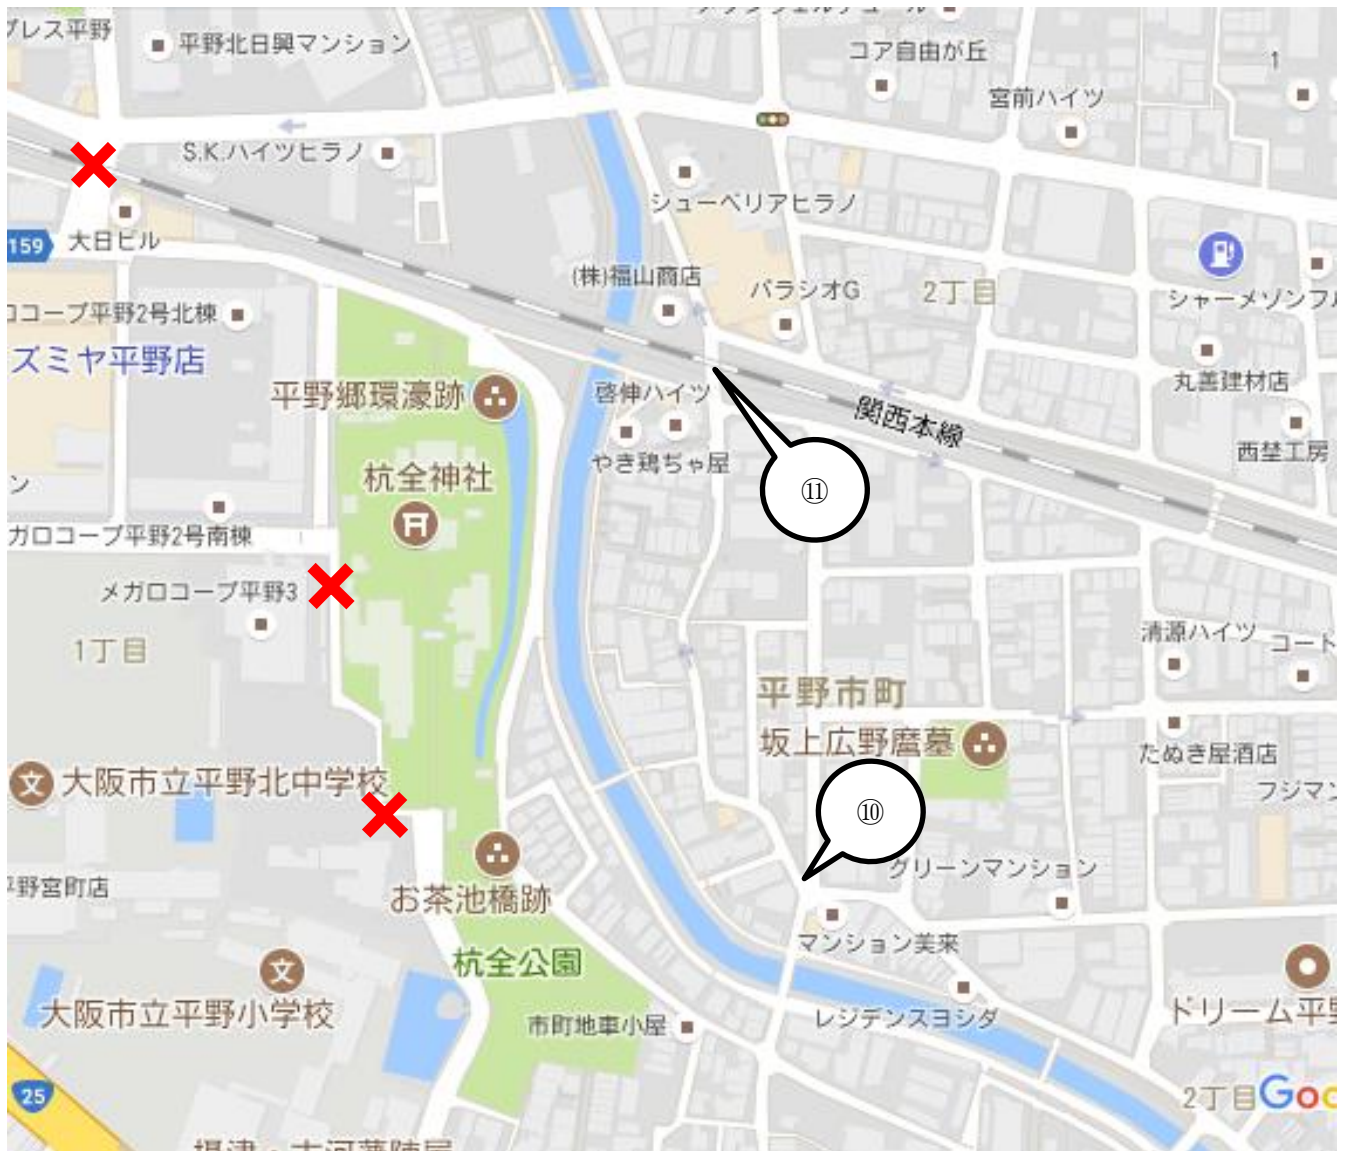 プレス平野
平野北日興マンション
コア自由が丘
1
宮前ハイツ
S.K.ハイツヒラノ
シューベリアヒラノ
159
大日ビル
(株)福山商店
パラシオG
2丁目
シャーメゾンフル
ロコープ平野2号北棟
ズミヤ平野店
平野郷環濠跡
啓伸ハイツ
丸善建材店
関西本線
やき鶏ぢゃ屋
西埜工房
杭全神社
⑪
ン
ガロコープ平野2号南棟
メガロコープ平野3
1丁目
清源ハイツ
コート
平野市町
坂上広野麿墓
たぬき屋酒店
大阪市立平野北中学校
フジマン
⑩
グリーンマンション
平野宮町店
お茶池橋跡
マンション美来
杭全公園
大阪市立平野小学校
市町地車小屋
レジデンスヨシダ
ドリーム平野
25
2丁目
Goo